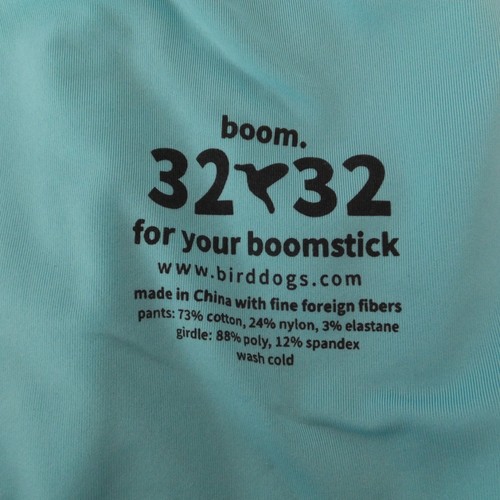 boom.
32 32
for your boomstick
www.birddogs.com
made in China with fine foreign fibers
pants: 73% cotton, 24% nylon, 3% elastane
girdle: 88% poly, 12% spandex
wash cold